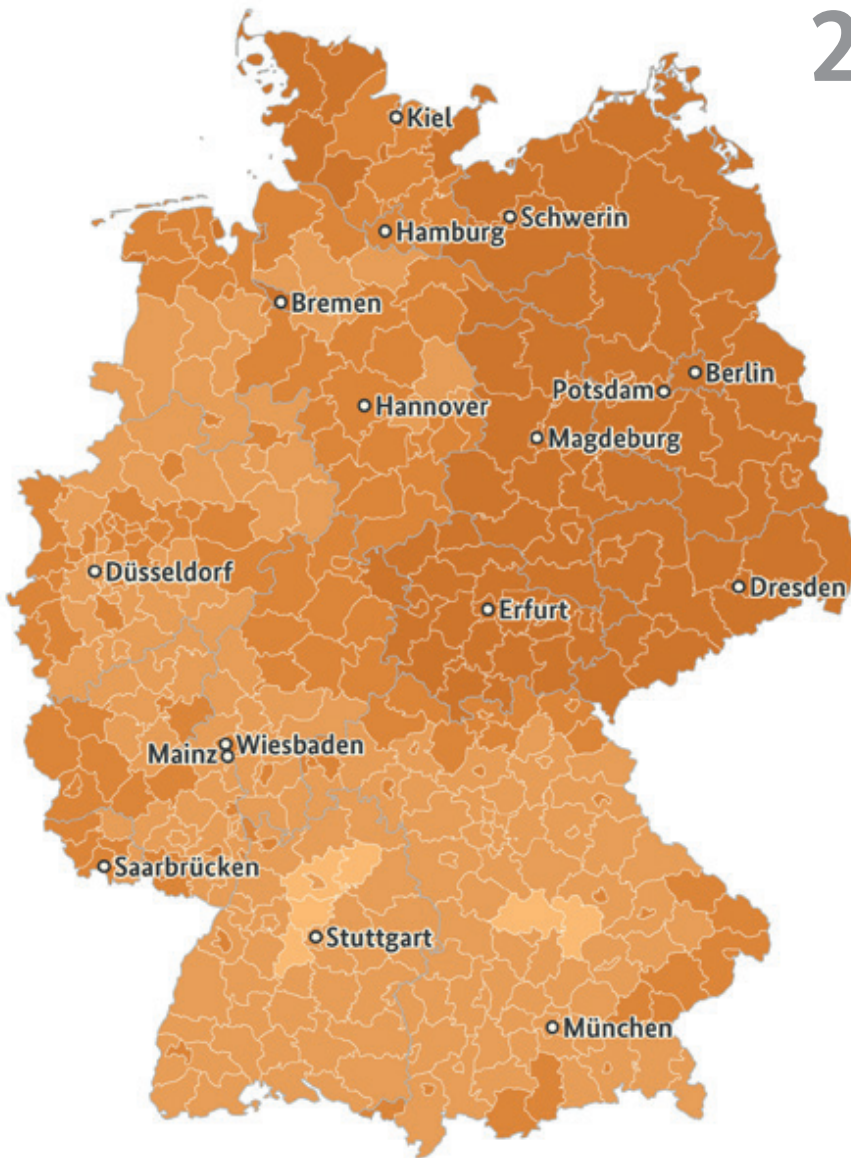 2
Kiel
Schwerin
Hamburg
Bremen
Berlin
Potsdam
Hannover
Magdeburg
Düsseldorf
Dresden
Erfurt
Wiesbaden
Mainz
Saarbrücken
Stuttgart
München